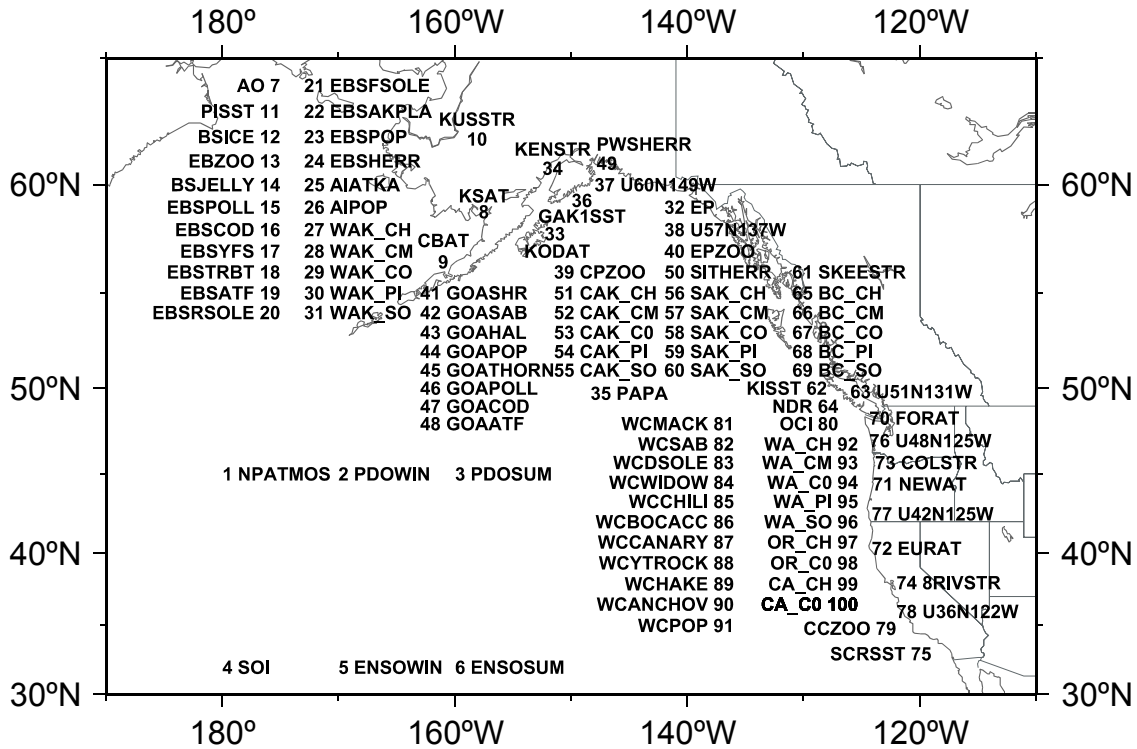 180º 160ºW 140ºW 120ºW
AO 7 21 EBSFSOLE
PISST 11 22 EBSAKPLA
KUSSTR
BSICE 12 23 EBSPOP 10
KENSTR PWSHERR
EBZOO 13 24 EBSHERR 34 49
60ºN BSJELLY 14 25 AIATKA 37 U60N149W 60ºN
KSAT 36
EBSPOLL 15 26 AIPOP 8 32 EP
GAK1SST
EBSCOD 16 27 WAK_CH 33 38 U57N137W
CBAT
EBSYFS 17 28 WAK_CM KODAT 40 EPZOO
9
EBSTRBT 18 29 WAK_CO 39 CPZOO 50 SITHERR 61 SKEESTR
EBSATF 19 30 WAK_PI 41 GOASHR 51 CAK_CH 56 SAK_CH 65 BC_CH
EBSRSOLE 20 31 WAK_SO 42 GOASAB 52 CAK_CM 57 SAK_CM 66 BC_CM
43 GOAHAL 53 CAK_C0 58 SAK_CO 67 BC_CO
44 GOAPOP 54 CAK_PI 59 SAK_PI 68 BC_PI
45 GOATHORN 55 CAK_SO 60 SAK_SO 69 BC_SO
50ºN 46 GOAPOLL 35 PAPA KISST 62 63 U51N131W 50ºN
47 GOACOD NDR 64
48 GOAATF WCMACK 81 OCI 80 70 FORAT
WCSAB 82 WA_CH 92 76 U48N125W
WCDSOLE 83 WA_CM 93 73 COLSTR
1 NPATMOS 2 PDOWIN 3 PDOSUM
WCWIDOW 84 WA_C0 94 71 NEWAT
WCCHILI 85 WA_PI 95
WCBOCACC 86 WA_SO 96 77 U42N125W
WCCANARY 87 OR_CH 97 72 EURAT
40ºN 40ºN
WCYTROCK 88 OR_C0 98
WCHAKE 89 CA_CH 99 74 8RIVSTR
WCANCHOV 90 CA_C0 100 78 U36N122W
WCPOP 91 CCZOO 79
SCRSST 75
4 SOI 5 ENSOWIN 6 ENSOSUM
30ºN 30ºN
180º 160ºW 140ºW 120ºW